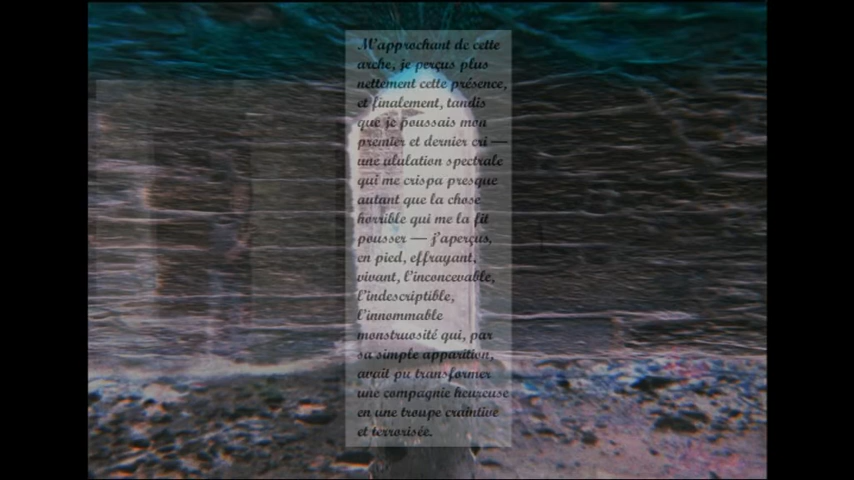 M'approchant de cette
arche, je perçus plus
nettement cette présence,
et finalement, tandis
que je poussais mon
premier et dernier cri —
une ululation spectrale
qui me crispa presque
autant que la chose
horrible qui me la fit
pousser — j'aperçus,
en pied, effrayant,
vivant, l'inconcevable,
l'indescriptible,
l'innommable
monstruosité qui, par
sa simple apparition,
avait pu transformer
une compagnie heureuse
en une troupe craintive
et terrorisée.